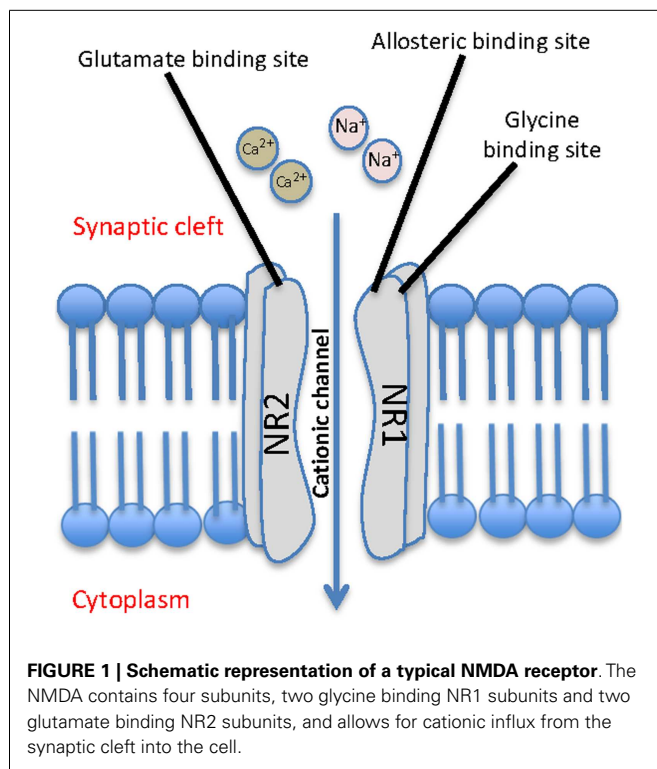 Allosteric binding site
Glutamate binding site
Glycine
binding site
Na⁺
Na⁺
Ca²⁺
Ca²⁺
Synaptic cleft
NR2
Cationic channel
NR1
Cytoplasm
FIGURE 1 | Schematic representation of a typical NMDA receptor. The
NMDA contains four subunits, two glycine binding NR1 subunits and two
glutamate binding NR2 subunits, and allows for cationic influx from the
synaptic cleft into the cell.